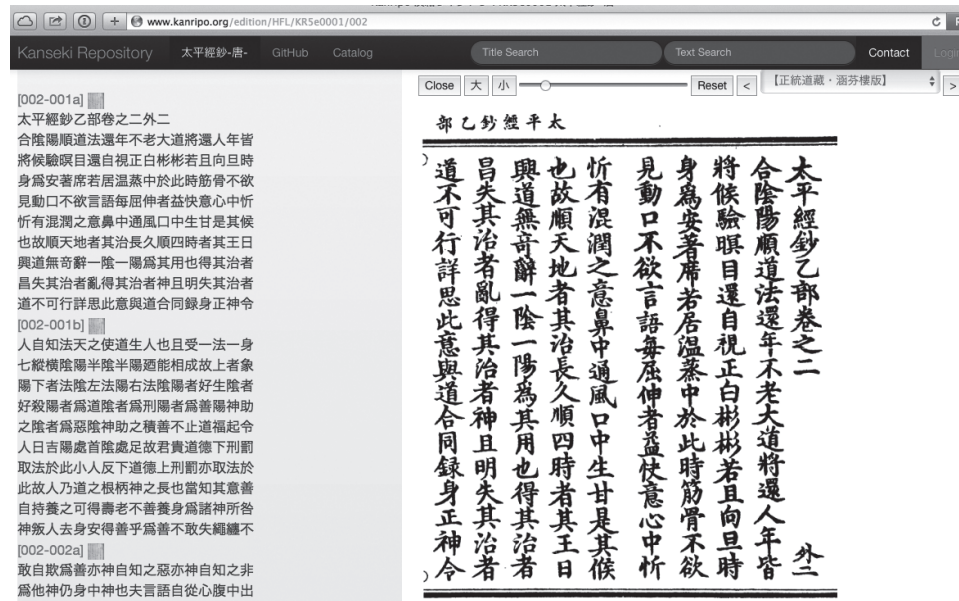 www.kanripo.org/edition/HFL/KR5e0001/002
Kanseki Repository 太平經鈔-唐- GitHub Catalog Title Search Text Search Contact Login
Close 大 小 Reset < 【正統道藏・涵芬樓版】 >
[002-001a]
太平經鈔乙部卷之二外二
合陰陽順道法還年不老大道將還人年皆
將候驗暝目還自視正白彬彬若且向旦時
身爲安著席若居溫蒸中於此時筋骨不欲
見動口不欲言語每屈伸者益快意心中忻
忻有混潤之意鼻中通風口中生甘是其候
也故順天地者其治長久順四時者其王日
興道無奇辭一陰一陽爲其用也得其治者
昌失其治者亂得其治者神且明失其治者
道不可行詳思此意與道合同録身正神令
[002-001b]
人自知法天之使道生人也且受一法一身
七縱橫陰陽半陰半陽廼能相成故上者象
陽下者法陰左法陽右法陰陽者好生陰者
好殺陽者爲道陰者爲刑陽者爲善陽神助
之陰者爲惡陰神助之積善不止道福起令
人日吉陽處首陰處足故君貴道德下刑罰
取法於此小人反下道德上刑罰亦取法於
此故人乃道之根柄神之長也當知其意善
自持養之可得壽老不善養身爲諸神所咎
神叛人去身安得善乎爲善不敢失繩纏不
[002-002a]
敢自欺爲善亦神自知之惡亦神自知之非
爲他神仍身中神也夫言語自從心腹中出
太平經鈔乙部
太平經鈔乙部卷之二 外二
合陰陽順道法還年不老大道將還人年皆
將候驗暝目還自視正白彬彬若且向旦時
身爲安著席若居溫蒸中於此時筋骨不欲
見動口不欲言語每屈伸者益快意心中忻
忻有混潤之意鼻中通風口中生甘是其候
也故順天地者其治長久順四時者其王日
興道無奇辭一陰一陽爲其用也得其治者
昌失其治者亂得其治者神且明失其治者
道不可行詳思此意與道合同録身正神令